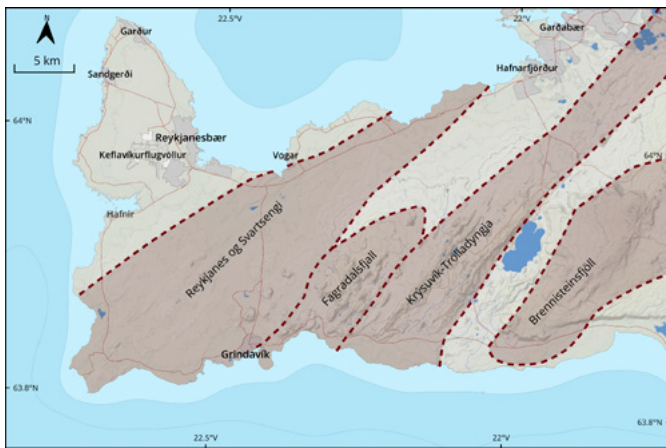 22.5°W
22°W
N
5 km
Garður
Garðabær
Hafnarfjörður
Sandgerði
64°N
Reykjanesbær
Keflavíkurflugvöllur
Vogar
64°N
Hafnir
Reykjanes og Svartsengi
Fagradalsfjall
Krýsuvík-Trölladyngja
Brennisteinsfjöll
Grindavík
63.8°N
63.8°N
22.5°W
22°W